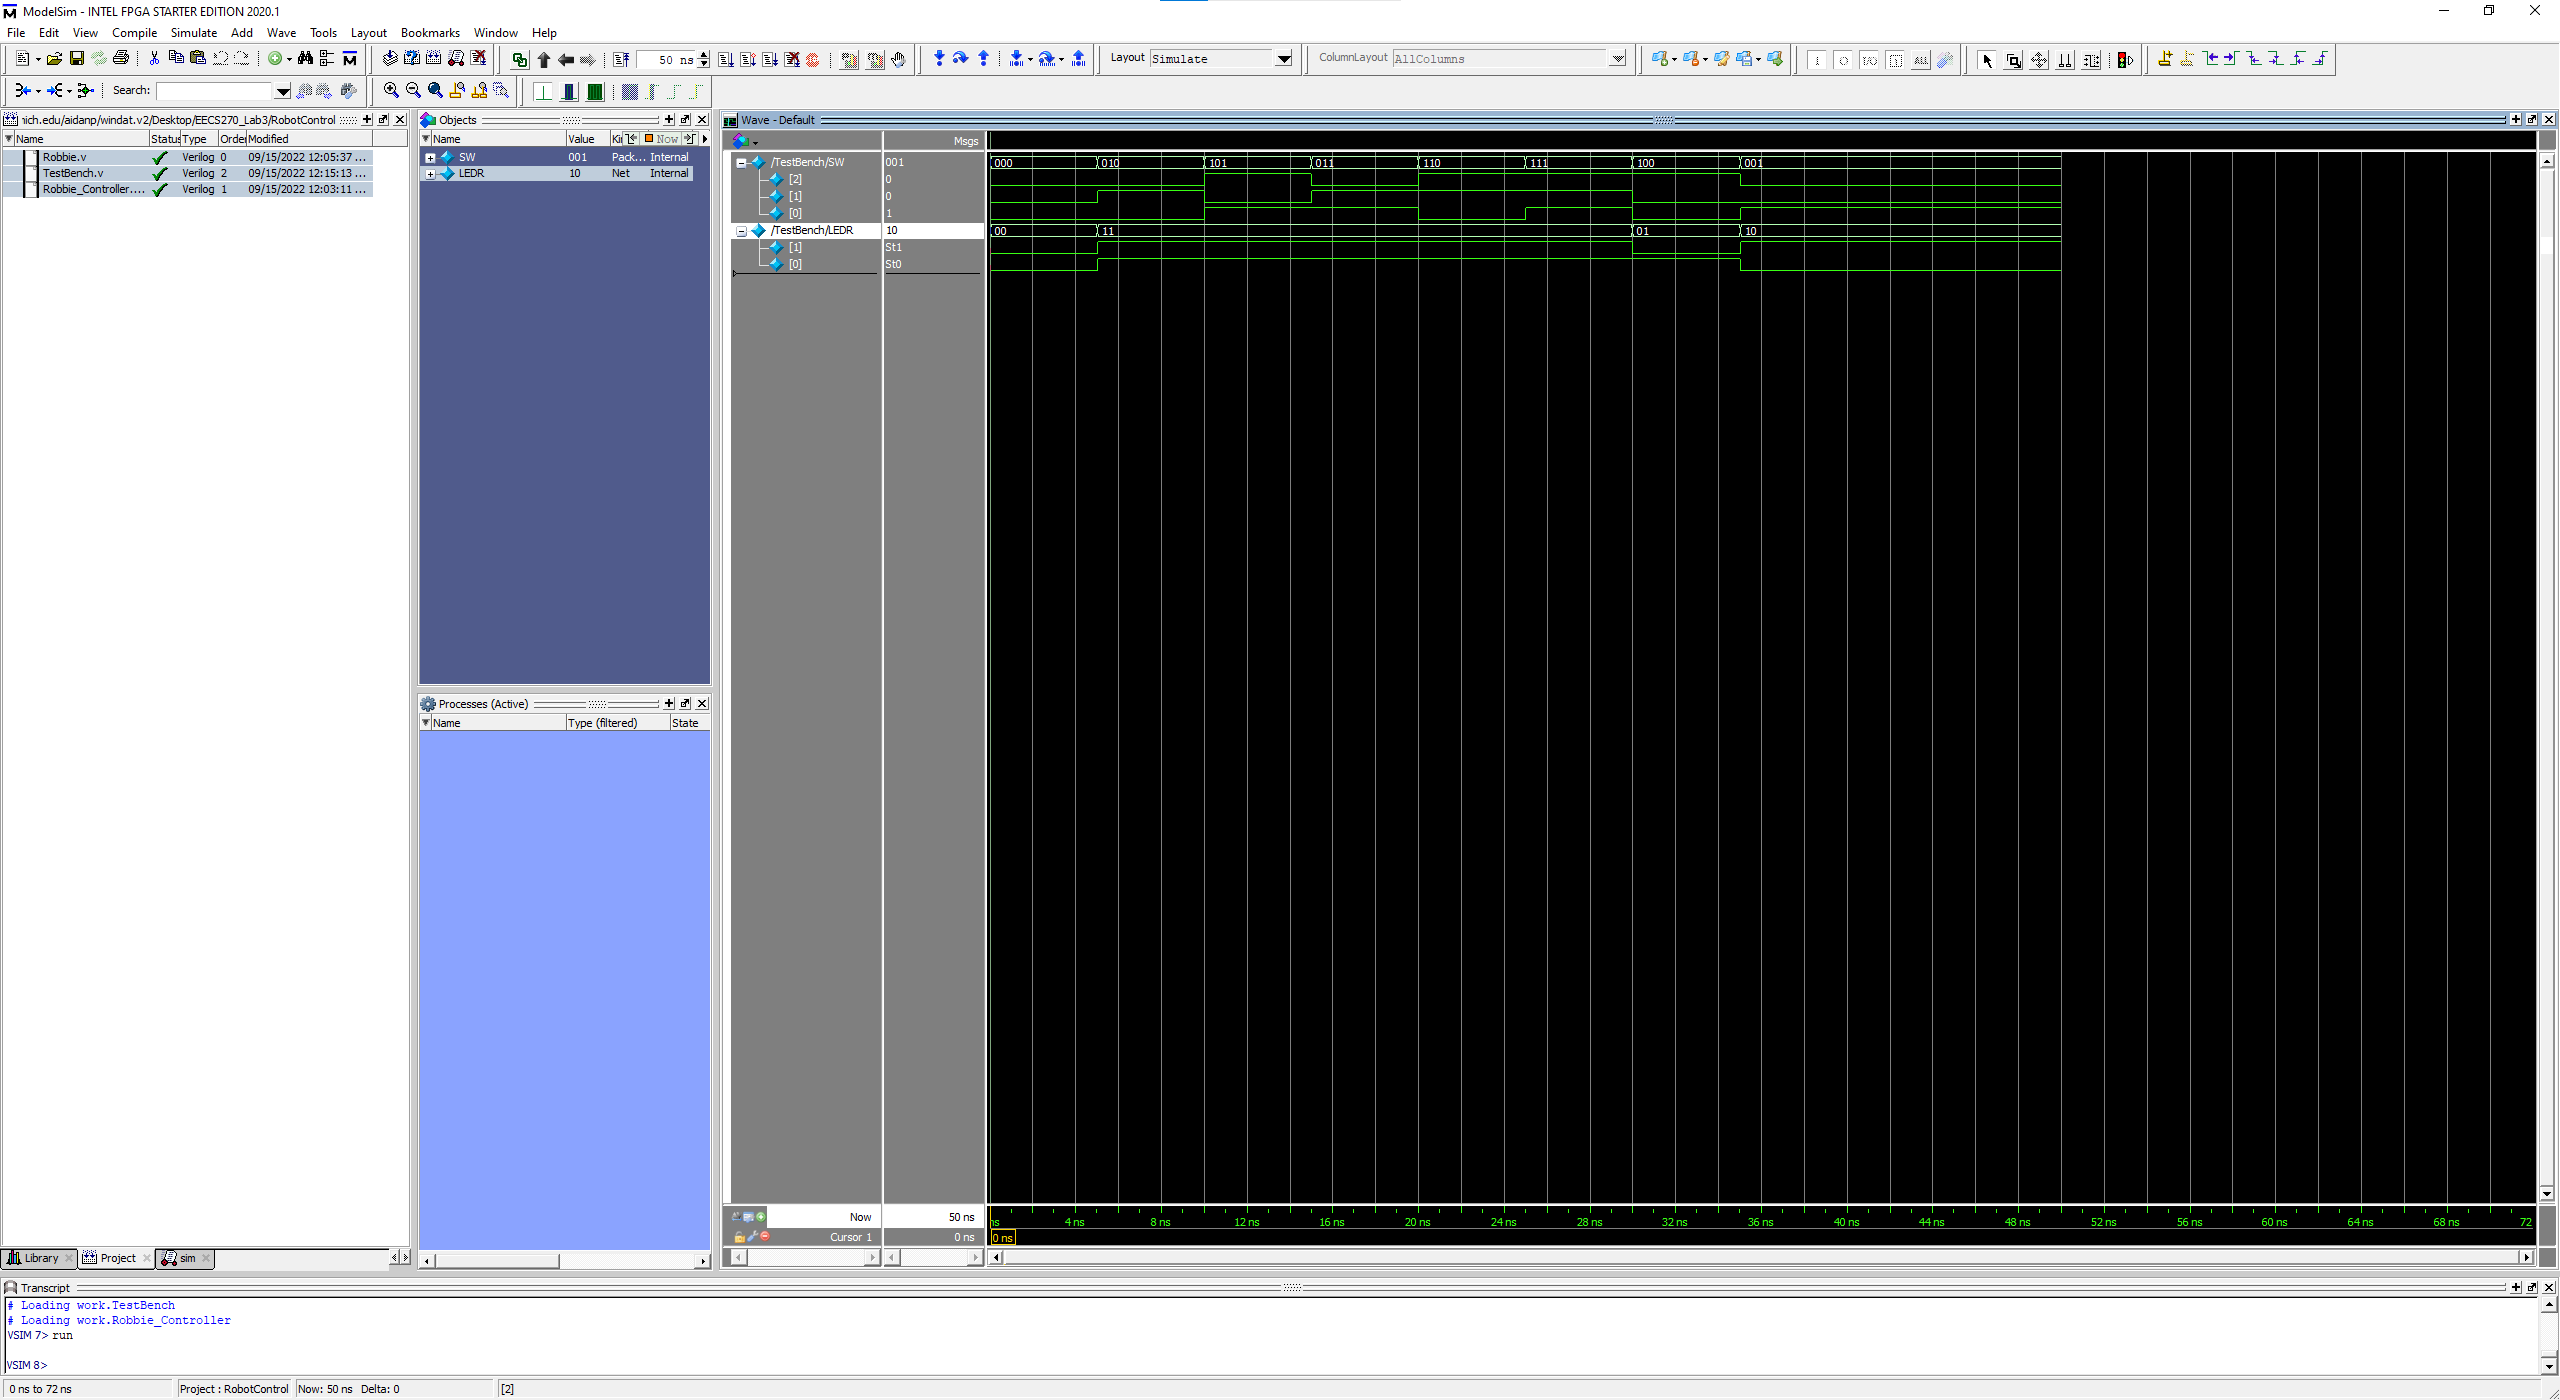 ModelSim - INTEL FPGA STARTER EDITION 2020.1
File Edit View Compile Simulate Add Wave Tools Layout Bookmarks Window Help
50 ns
Layout Simulate
ColumnLayout AllColumns
Search:
nich.edu/aidanp/windat.v2/Desktop/EECS270_Lab3/RobotControl
Name Status Type Order Modified
Robbie.v Verilog 0 09/15/2022 12:05:37 ...
TestBench.v Verilog 2 09/15/2022 12:15:13 ...
Robbie_Controller.... Verilog 1 09/15/2022 12:03:11 ...
Library Project sim
Objects
Name Value Ki Now
SW 001 Pack... Internal
LEDR 10 Net Internal
Processes (Active)
Name Type (filtered) State
Wave - Default
Msgs
/TestBench/SW 001 000 010 101 011 110 111 100 001
[2] 0
[1] 0
[0] 1
/TestBench/LEDR 10 00 11 01 10
[1] St1
[0] St0
Now 50 ns ns 4 ns 8 ns 12 ns 16 ns 20 ns 24 ns 28 ns 32 ns 36 ns 40 ns 44 ns 48 ns 52 ns 56 ns 60 ns 64 ns 68 ns 72
Cursor 1 0 ns 0 ns
Transcript
# Loading work.TestBench
# Loading work.Robbie_Controller
VSIM 7> run
VSIM 8>
0 ns to 72 ns Project : RobotControl Now: 50 ns Delta: 0 [2]